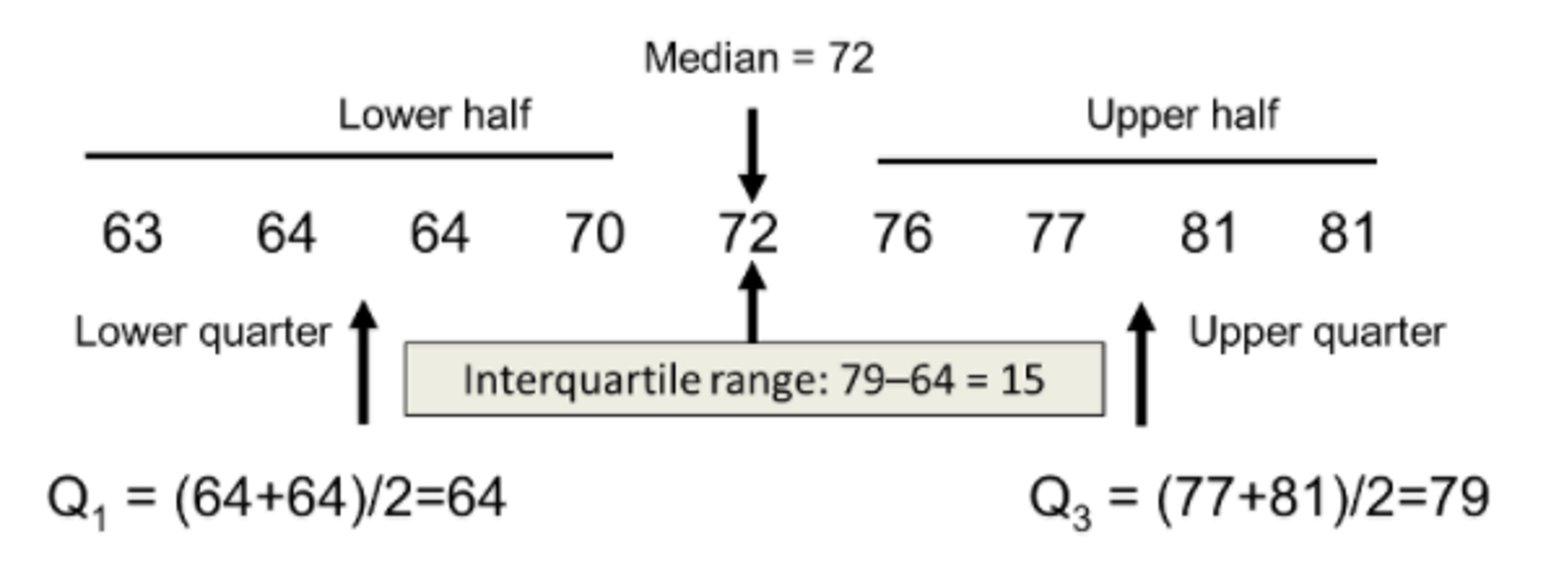 Median = 72
Lower half
Upper half
63 64 64 70 72 76 77 81 81
Lower quarter
Upper quarter
Interquartile range: 79–64 = 15
Q₁ = (64+64)/2=64
Q₃ = (77+81)/2=79